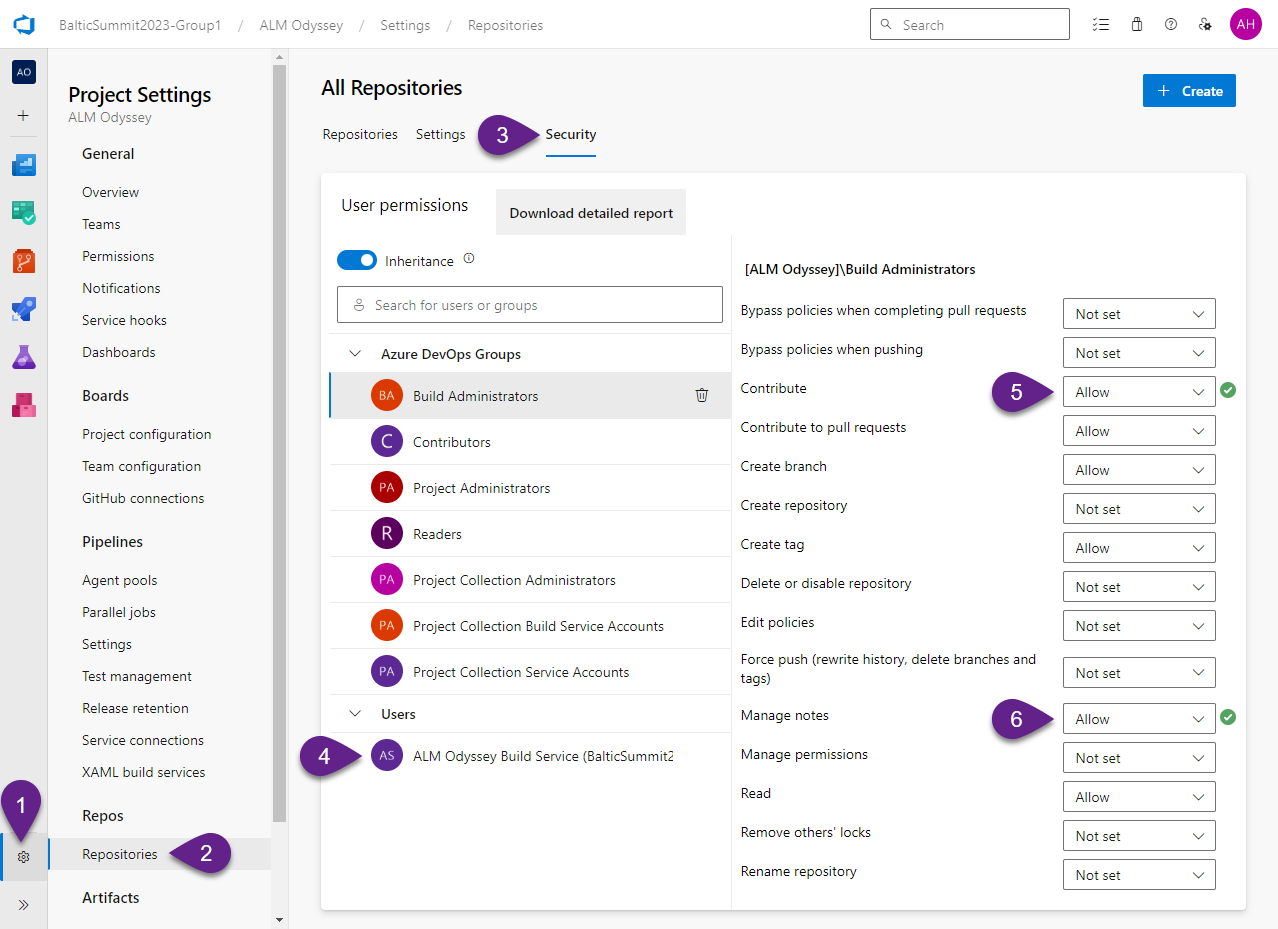 BalticSummit2023-Group1 / ALM Odyssey / Settings / Repositories
Search
AH
AO
Project Settings
ALM Odyssey
General
Overview
Teams
Permissions
Notifications
Service hooks
Dashboards
Boards
Project configuration
Team configuration
GitHub connections
Pipelines
Agent pools
Parallel jobs
Settings
Test management
Release retention
Service connections
XAML build services
1
Repos
Repositories
2
Artifacts
All Repositories
+ Create
Repositories
Settings
3
Security
User permissions
Download detailed report
Inheritance
Search for users or groups
Azure DevOps Groups
BA Build Administrators
C Contributors
PA Project Administrators
R Readers
PA Project Collection Administrators
PA Project Collection Build Service Accounts
PA Project Collection Service Accounts
Users
4
AS ALM Odyssey Build Service (BalticSummit2
[ALM Odyssey]\Build Administrators
Bypass policies when completing pull requests Not set
Bypass policies when pushing Not set
Contribute 5 Allow
Contribute to pull requests Allow
Create branch Allow
Create repository Not set
Create tag Allow
Delete or disable repository Not set
Edit policies Not set
Force push (rewrite history, delete branches and
tags) Not set
Manage notes 6 Allow
Manage permissions Not set
Read Allow
Remove others' locks Not set
Rename repository Not set